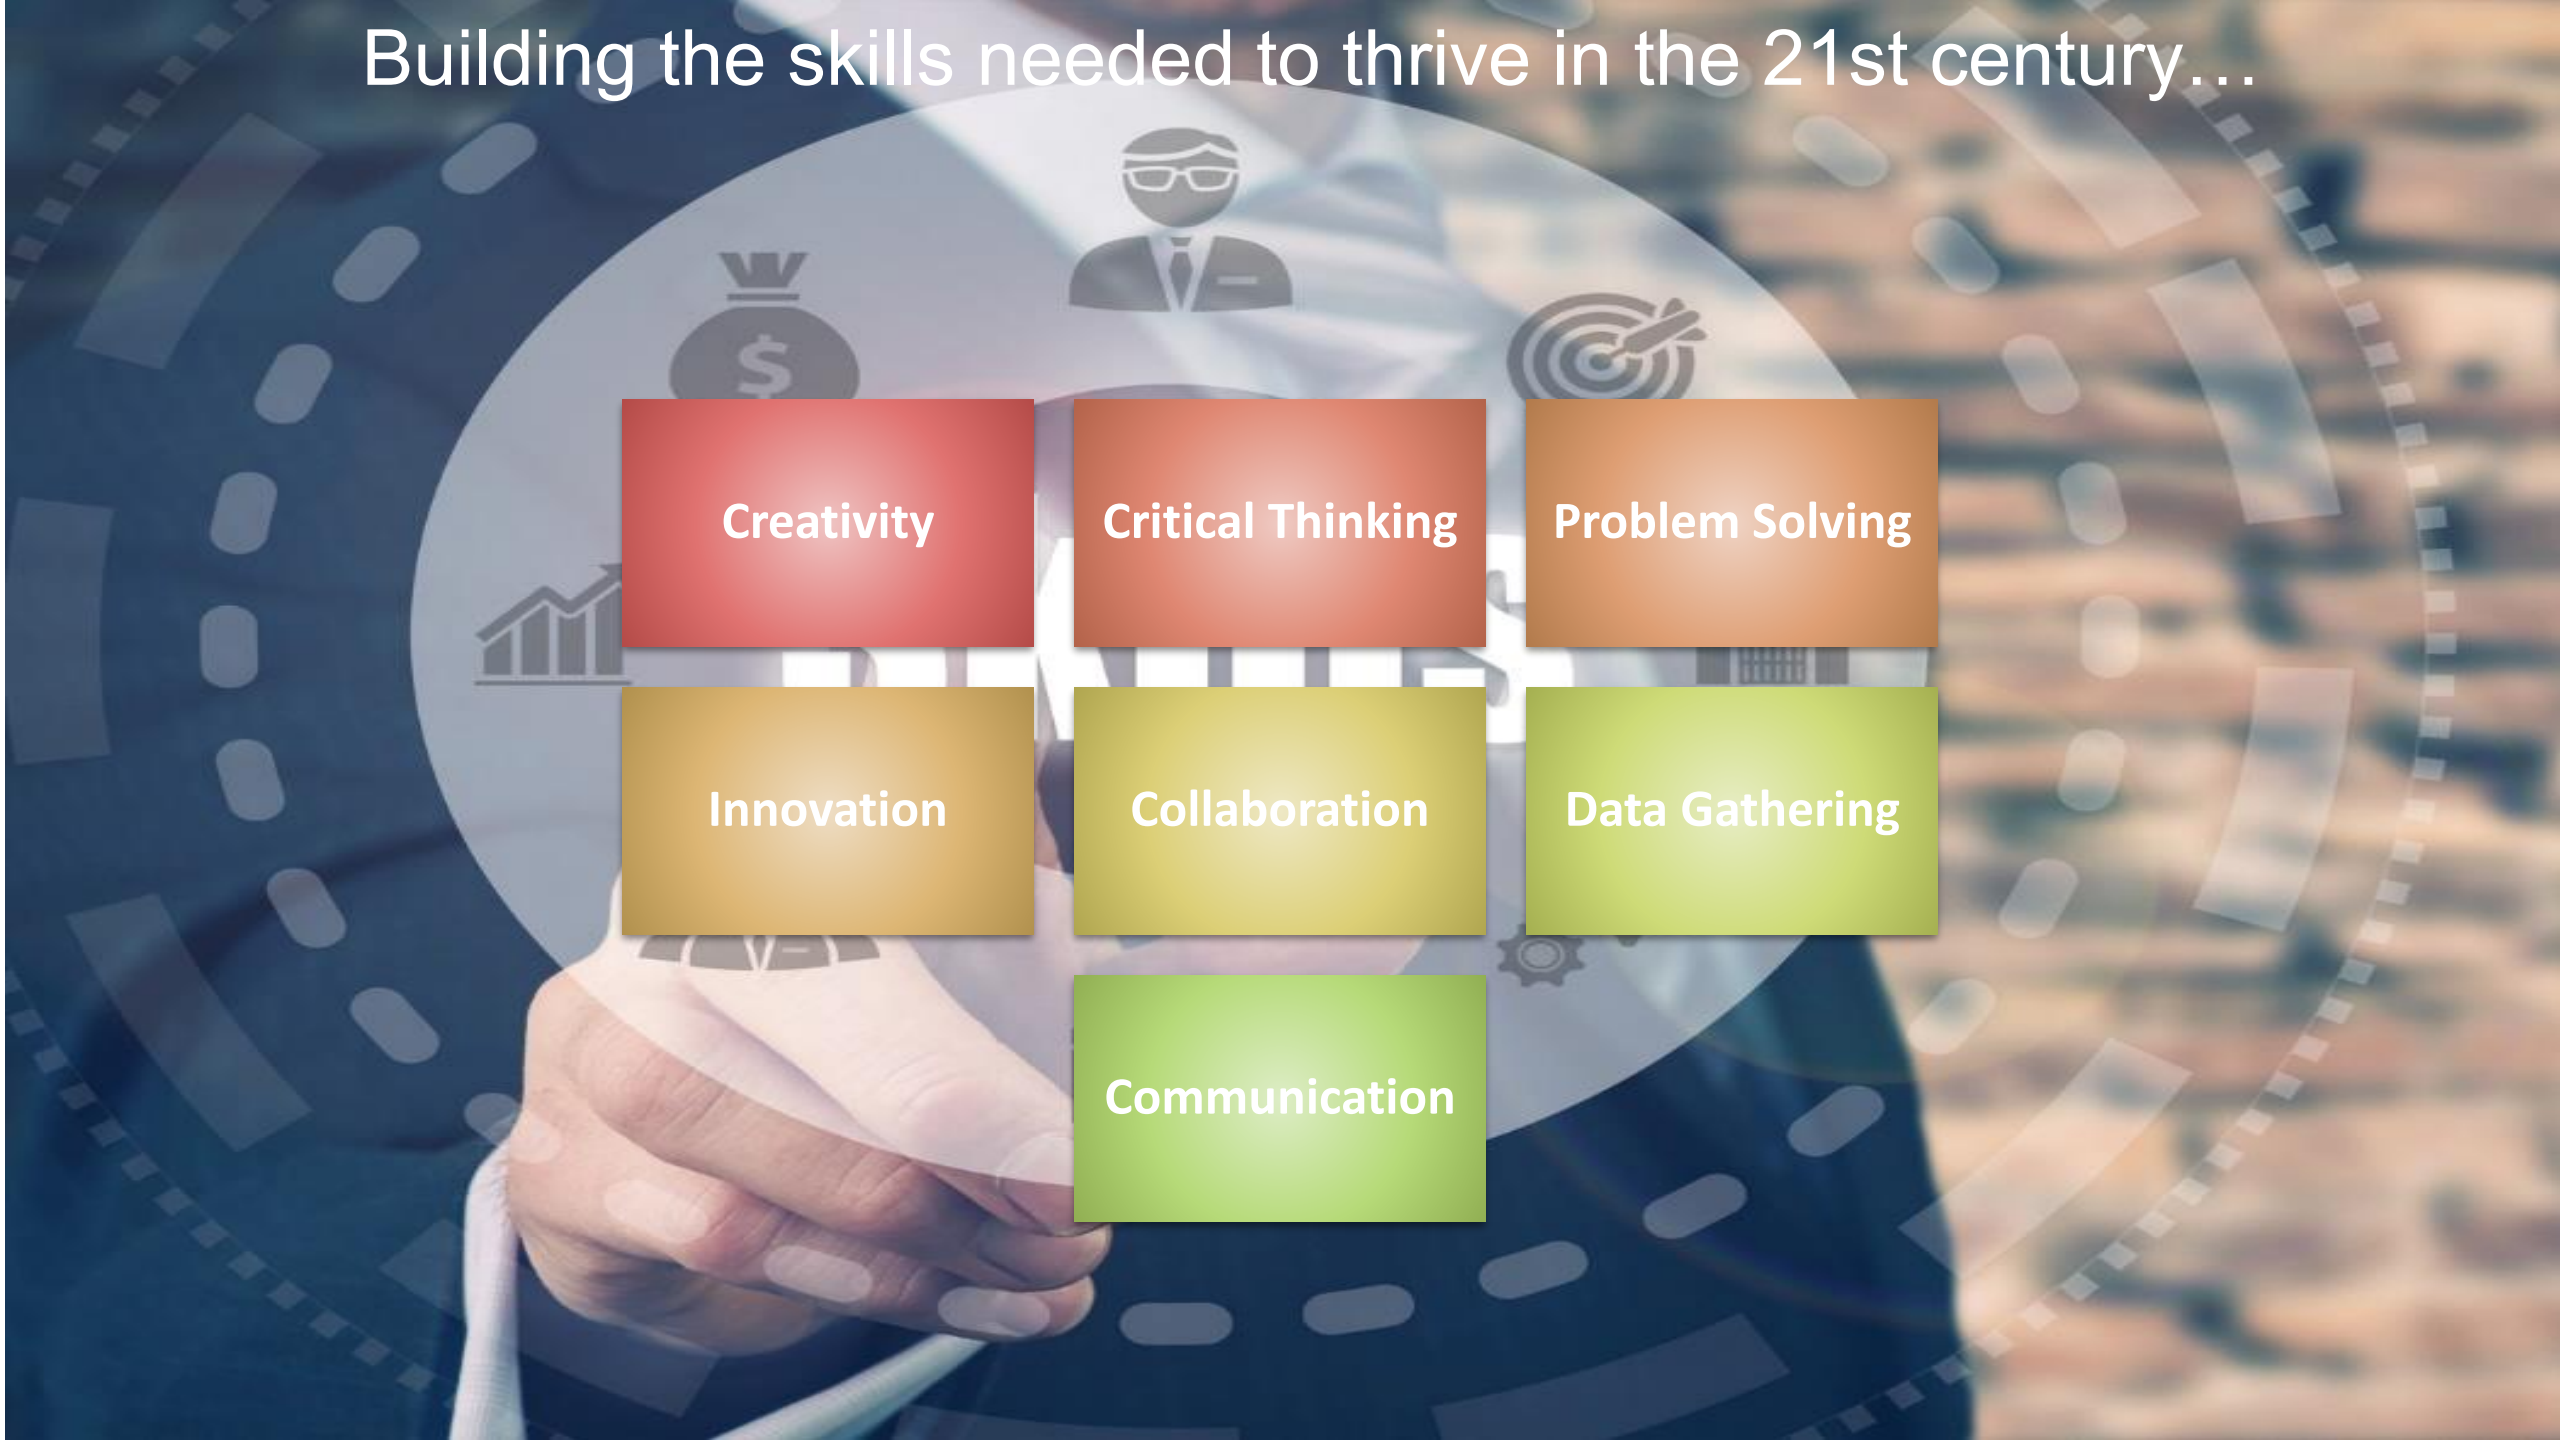 Building the skills needed to thrive in the 21st century…
$
Creativity
Critical Thinking
Problem Solving
Innovation
Collaboration
Data Gathering
Communication